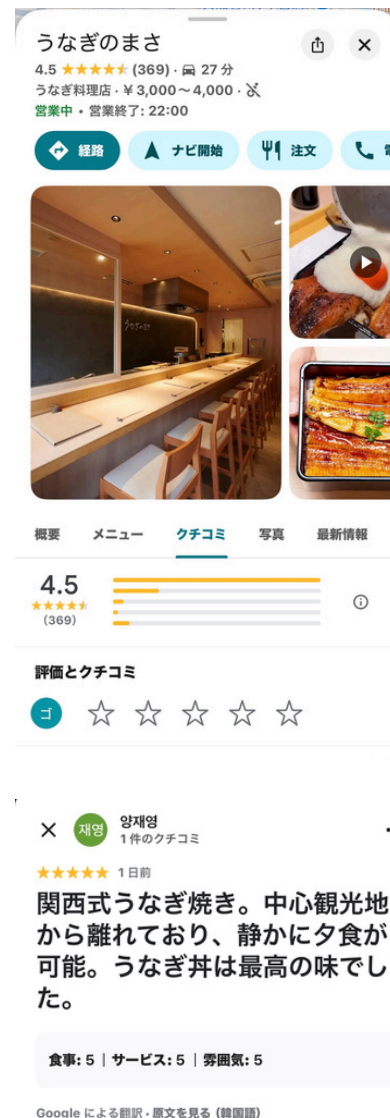 うなぎのまさ
4.5 ★★★★★ (369) · 27 分
うなぎ料理店 · ￥3,000～4,000 ·
営業中 · 営業終了: 22:00
経路 ナビ開始 注文
うなぎのまさ
概要 メニュー クチコミ 写真 最新情報
4.5
★★★★★
(369)
評価とクチコミ
ゴ ☆ ☆ ☆ ☆ ☆
재영 양재영
1 件のクチコミ
★★★★★ 1 日前
関西式うなぎ焼き。中心観光地
から離れており、静かに夕食が
可能。うなぎ丼は最高の味でし
た。
食事: 5 | サービス: 5 | 雰囲気: 5
Google による翻訳 · 原文を見る (韓国語)